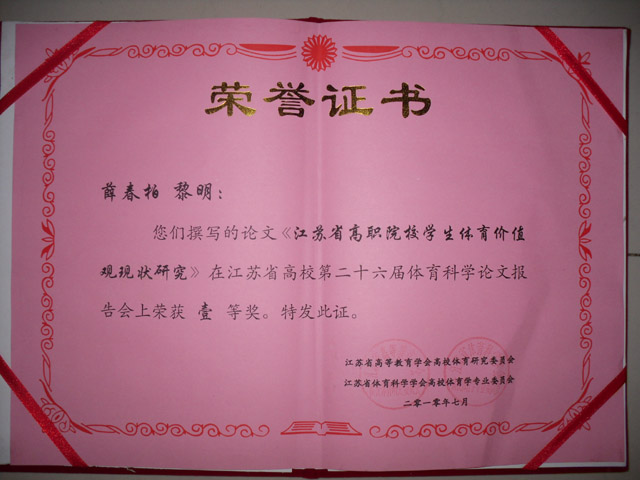 荣誉证书
薛春柏 黎明：
您们撰写的论文《江苏省高职院校学生体育价值
观现状研究》在江苏省高校第二十六届体育科学论文报
告会上荣获 壹 等奖。特发此证。
江苏省高等教育学会高校体育研究委员会
江苏省体育科学学会高校体育学专业委员会
二零一零年七月